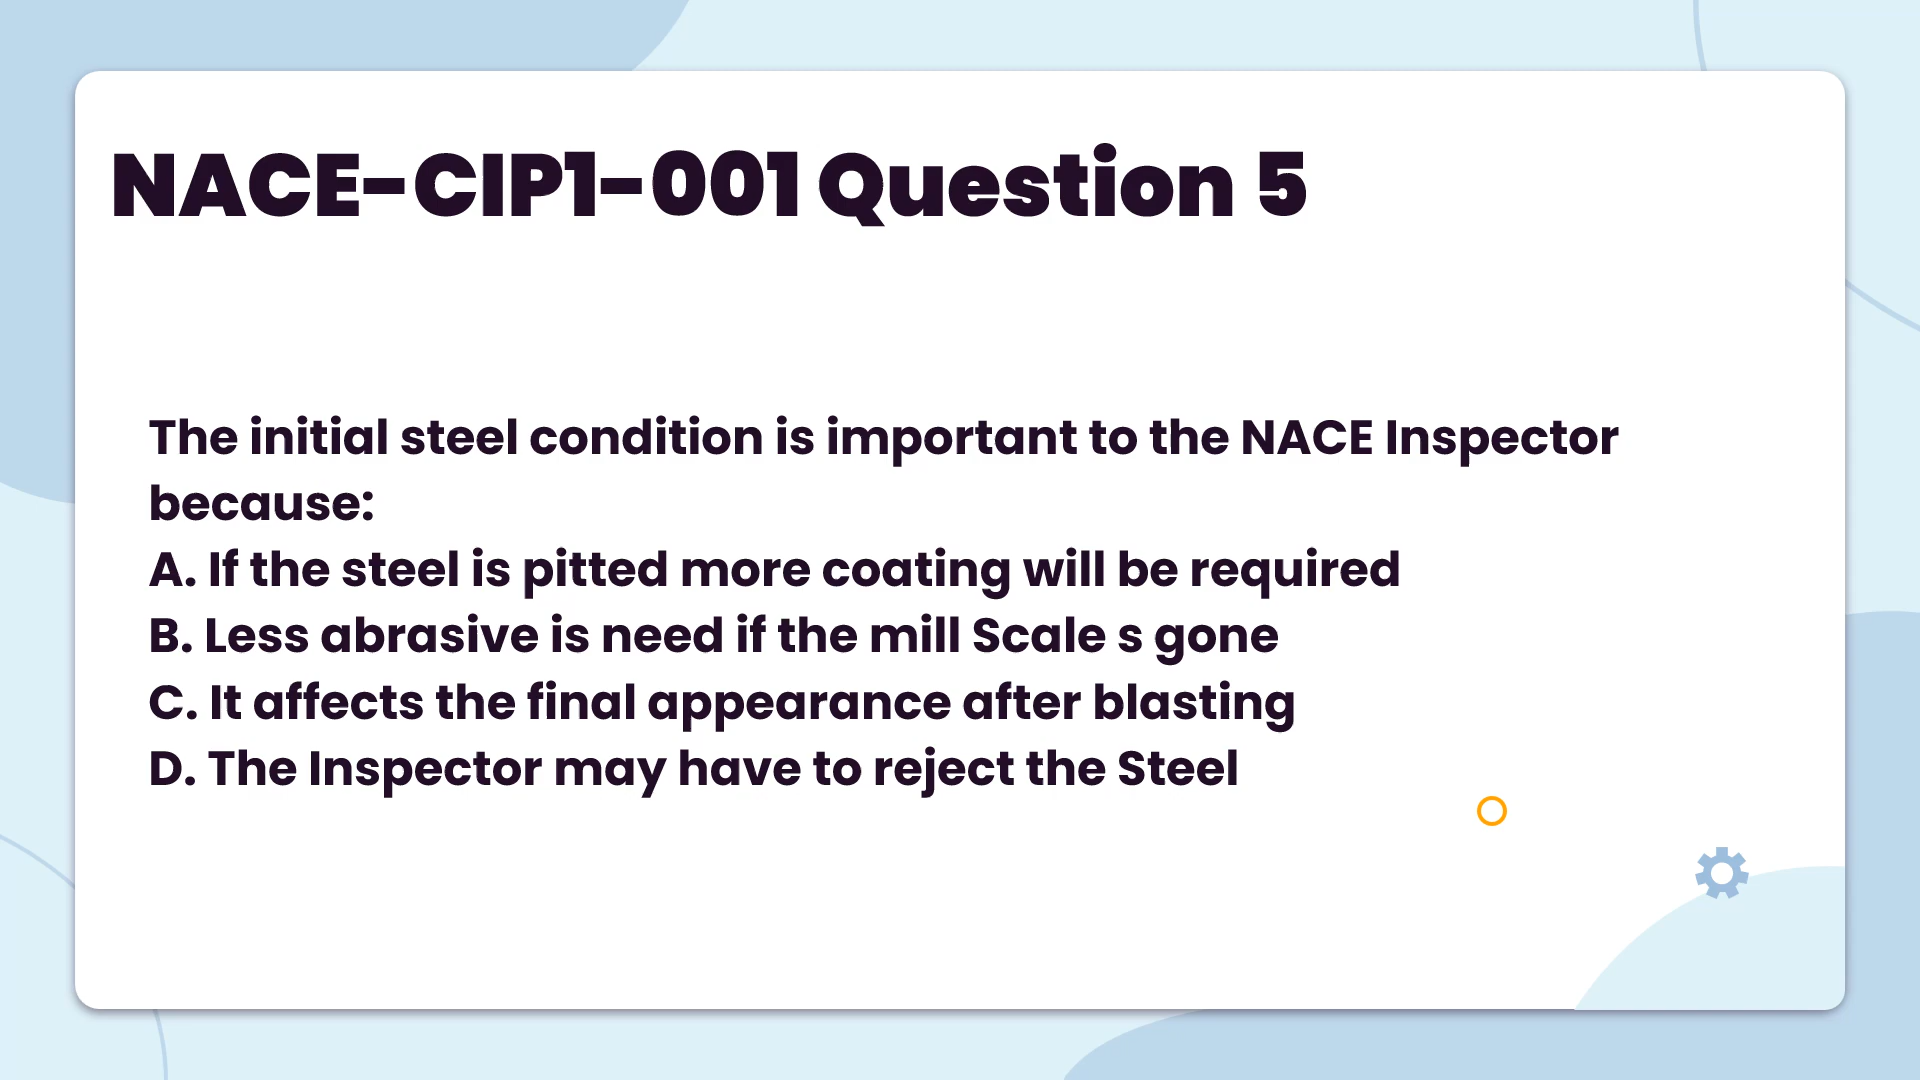 NACE-CIP1-001 Question 5
The initial steel condition is important to the NACE Inspector
because:
A. If the steel is pitted more coating will be required
B. Less abrasive is need if the mill Scale s gone
C. It affects the final appearance after blasting
D. The Inspector may have to reject the Steel